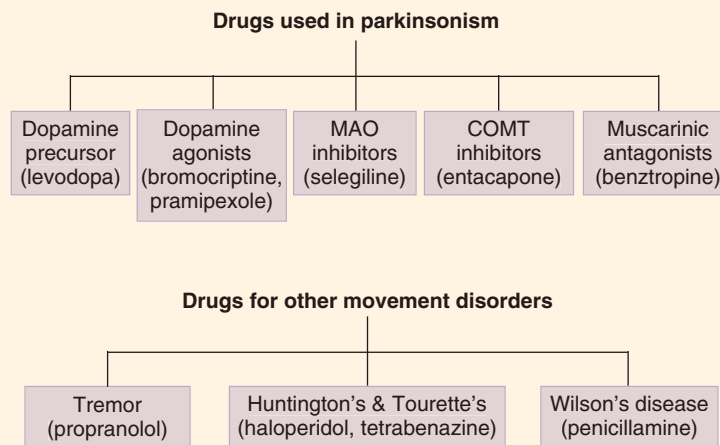 Drugs used in parkinsonism
Dopamine
precursor
(levodopa)
Dopamine
agonists
(bromocriptine,
pramipexole)
MAO
inhibitors
(selegiline)
COMT
inhibitors
(entacapone)
Muscarinic
antagonists
(benztropine)
Drugs for other movement disorders
Tremor
(propranolol)
Huntington’s & Tourette’s
(haloperidol, tetrabenazine)
Wilson’s disease
(penicillamine)